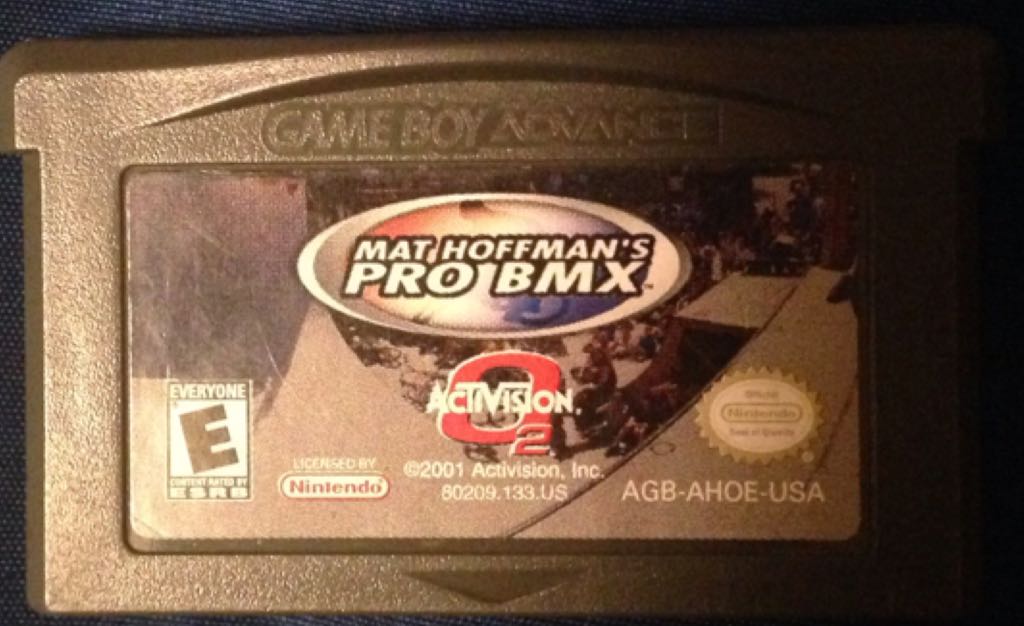 GAME BOY ADVANCE
MAT HOFFMAN'S
PRO BMX™
ACTIVISION
O2
EVERYONE
E
CONTENT RATED BY
ESRB
LICENSED BY
Nintendo®
©2001 Activision, Inc.
80209.133.US
Nintendo
AGB-AHOE-USA